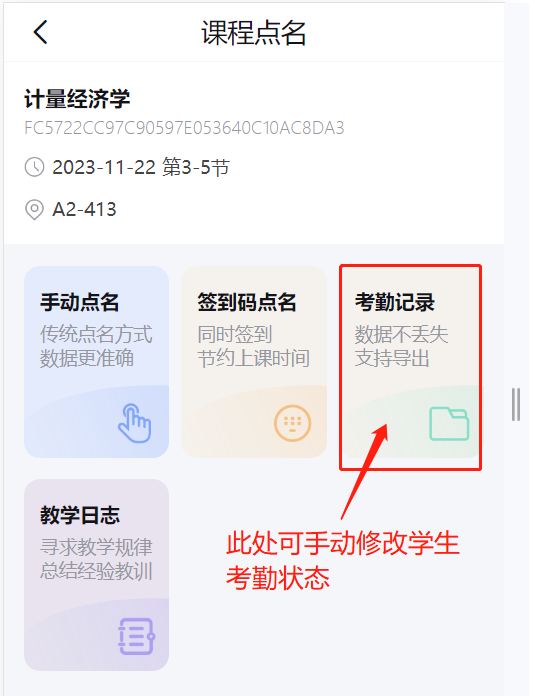 课程点名
计量经济学
FC5722CC97C90597E053640C10AC8DA3
2023-11-22 第3-5节
A2-413
手动点名
传统点名方式
数据更准确
签到码点名
同时签到
节约上课时间
考勤记录
数据不丢失
支持导出
教学日志
寻求教学规律
总结经验教训
此处可手动修改学生
考勤状态